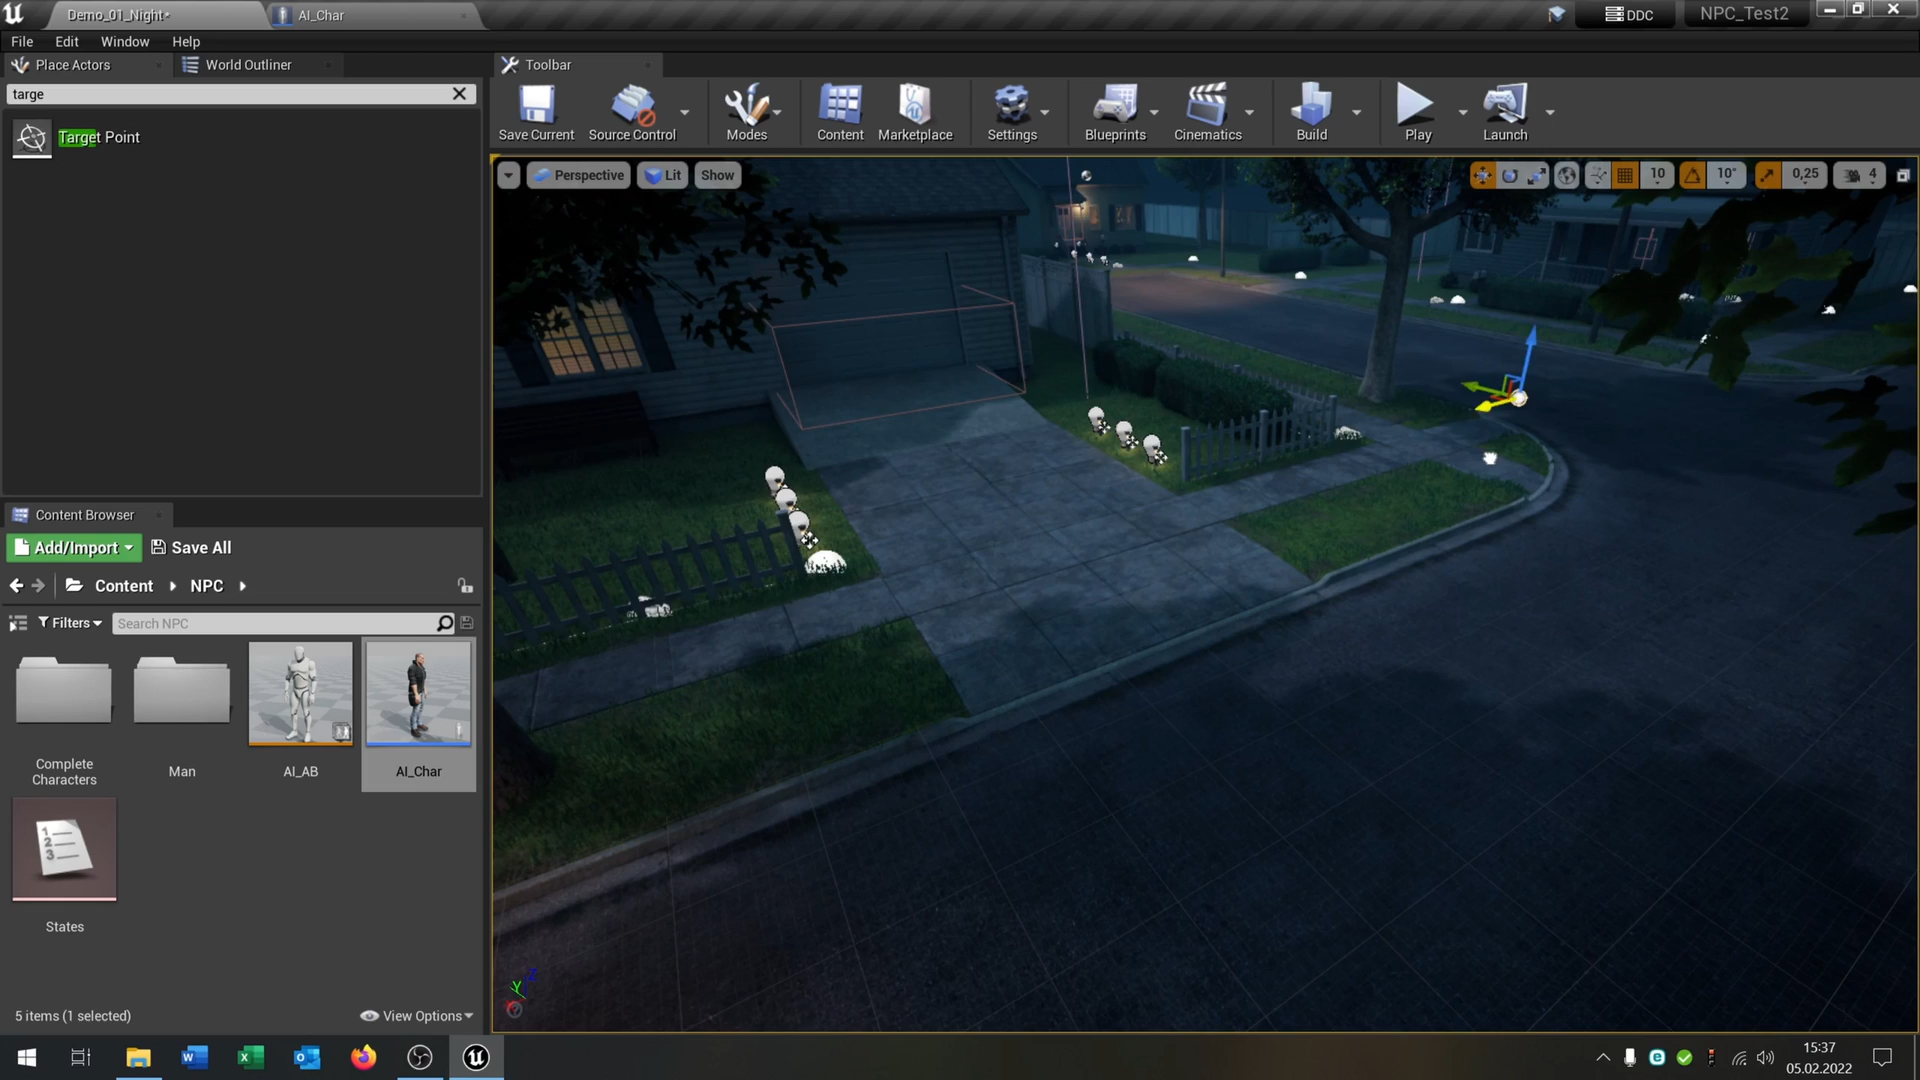 Demo_01_Night*
AI_Char
DDC
NPC_Test2
File Edit Window Help
Place Actors
World Outliner
Toolbar
targe
Target Point
Save Current
Source Control
Modes
Content
Marketplace
Settings
Blueprints
Cinematics
Build
Play
Launch
Perspective
Lit
Show
10
10°
0,25
4
Content Browser
Add/Import
Save All
Content
NPC
Filters
Search NPC
Complete
Characters
Man
AI_AB
AI_Char
1
2
3
States
Y
Z
5 items (1 selected)
View Options
15:37
05.02.2022